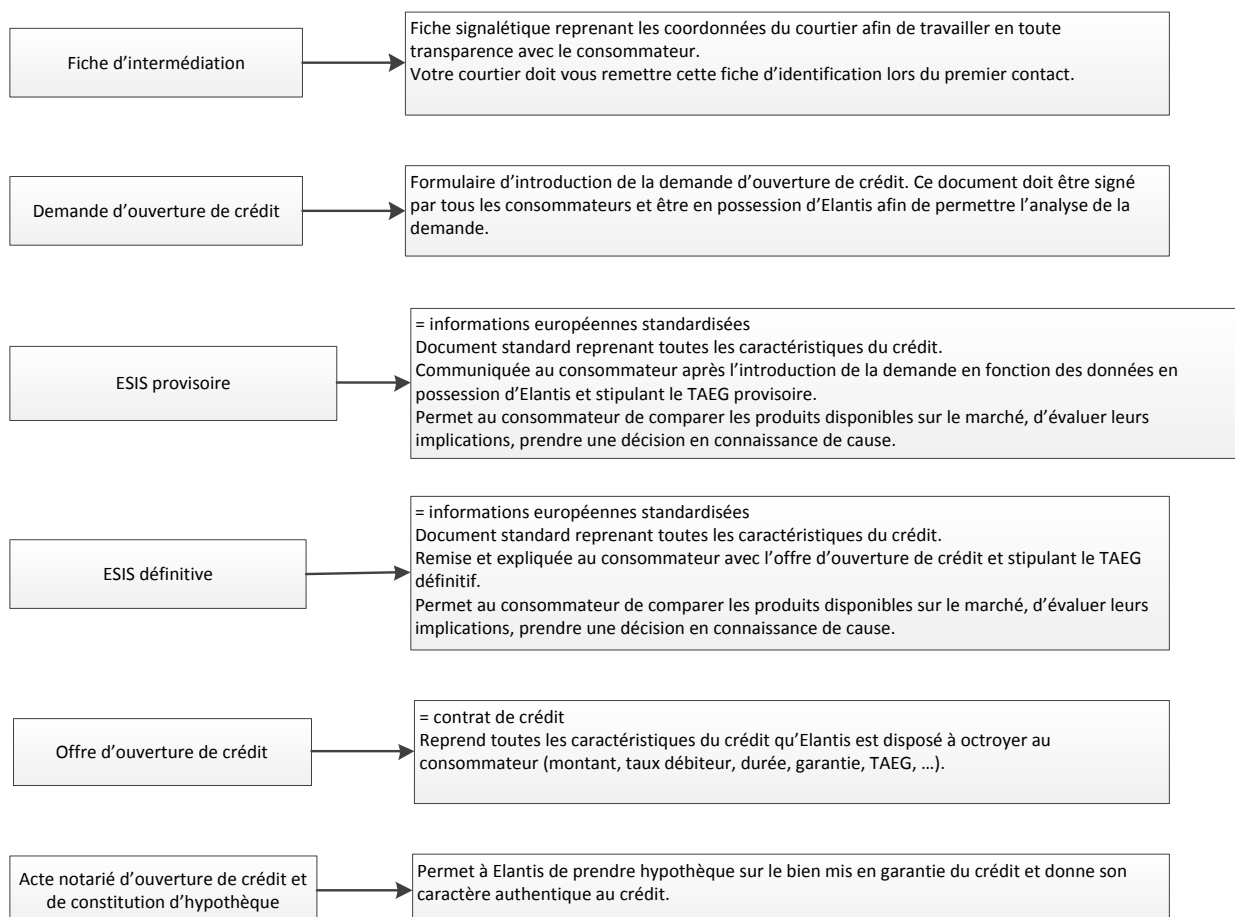 Fiche d’intermédiation
Fiche signalétique reprenant les coordonnées du courtier afin de travailler en toute
transparence avec le consommateur.
Votre courtier doit vous remettre cette fiche d’identification lors du premier contact.
Demande d’ouverture de crédit
Formulaire d’introduction de la demande d’ouverture de crédit. Ce document doit être signé
par tous les consommateurs et être en possession d’Elantis afin de permettre l’analyse de la
demande.
ESIS provisoire
= informations européennes standardisées
Document standard reprenant toutes les caractéristiques du crédit.
Communiquée au consommateur après l’introduction de la demande en fonction des données en
possession d’Elantis et stipulant le TAEG provisoire.
Permet au consommateur de comparer les produits disponibles sur le marché, d’évaluer leurs
implications, prendre une décision en connaissance de cause.
ESIS définitive
= informations européennes standardisées
Document standard reprenant toutes les caractéristiques du crédit.
Remise et expliquée au consommateur avec l’offre d’ouverture de crédit et stipulant le TAEG
définitif.
Permet au consommateur de comparer les produits disponibles sur le marché, d’évaluer leurs
implications, prendre une décision en connaissance de cause.
Offre d’ouverture de crédit
= contrat de crédit
Reprend toutes les caractéristiques du crédit qu’Elantis est disposé à octroyer au
consommateur (montant, taux débiteur, durée, garantie, TAEG, …).
Acte notarié d’ouverture de crédit et
de constitution d’hypothèque
Permet à Elantis de prendre hypothèque sur le bien mis en garantie du crédit et donne son
caractère authentique au crédit.